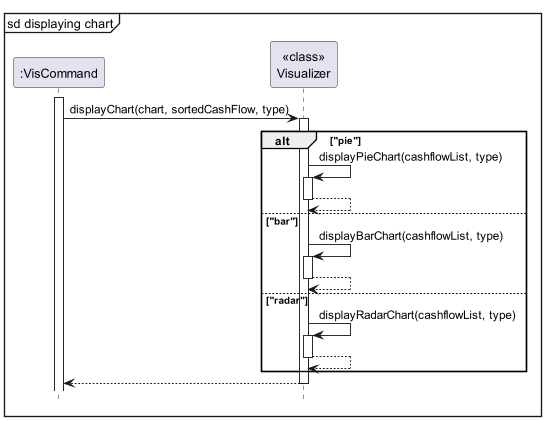 sd displaying chart
:VisCommand
«class»
Visualizer
displayChart(chart, sortedCashFlow, type)
alt ["pie"]
displayPieChart(cashflowList, type)
["bar"]
displayBarChart(cashflowList, type)
["radar"]
displayRadarChart(cashflowList, type)